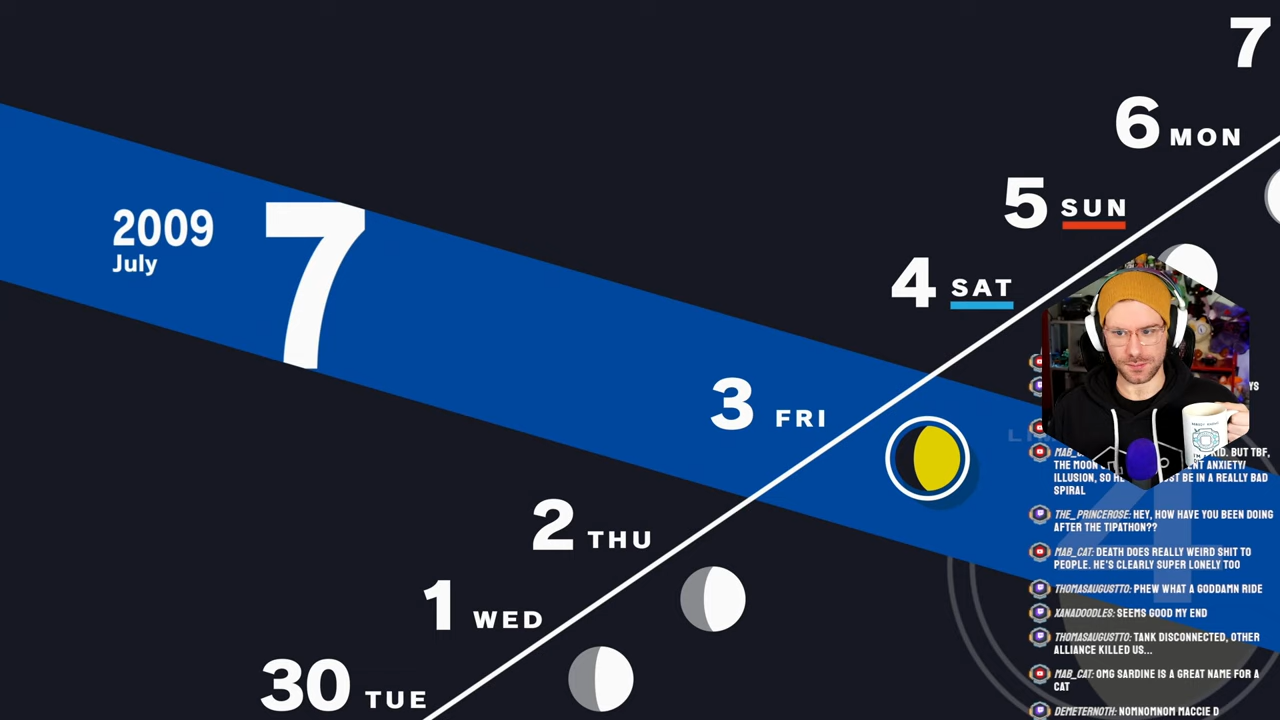 7
6 MON
5 SUN
4 SAT
2009
July
7
3 FRI
2 THU
1 WED
30 TUE
KID. BUT TBF,
THE MOON
ILLUSION, SO
SPIRAL
THE_PRINCEROSE: HEY, HOW HAVE YOU BEEN DOING
AFTER THE TIPATHON??
MAB_CAT: DEATH DOES REALLY WEIRD SHIT TO
PEOPLE. HE'S CLEARLY SUPER LONELY TOO
THOMASAUGUSTTO: PHEW WHAT A GODDAMN RIDE
XANADOODLES: SEEMS GOOD MY END
THOMASAUGUSTTO: TANK DISCONNECTED, OTHER
ALLIANCE KILLED US...
MAB_CAT: OMG SARDINE IS A GREAT NAME FOR A
CAT
DEMETERNOTH: NOMNOMNOM MACCIE D